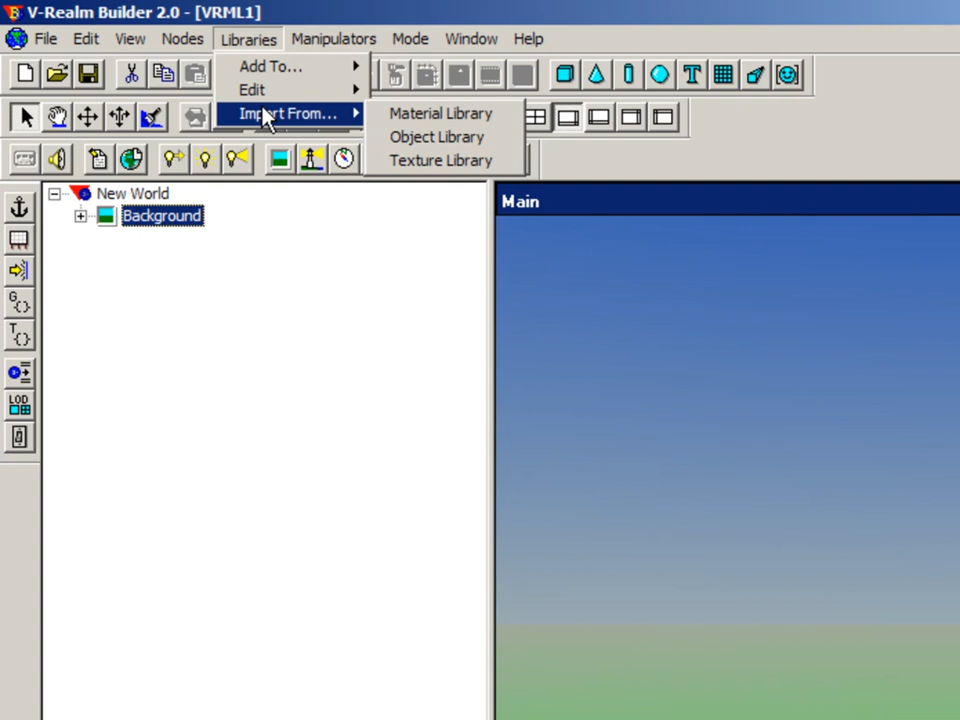 V-Realm Builder 2.0 - [VRML1]
File Edit View Nodes Libraries Manipulators Mode Window Help
Add To...
Edit
Import From...
Material Library
Object Library
Texture Library
New World
Background
Main
T
G
T
LOD